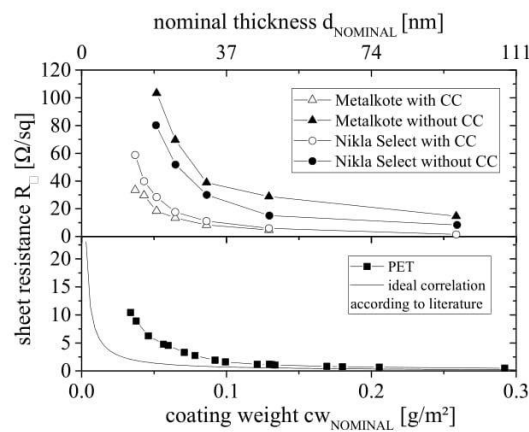 nominal thickness d_NOMINAL [nm]
0 37 74 111
120
100
80
60
40
20
0
Metalkote with CC
Metalkote without CC
Nikla Select with CC
Nikla Select without CC
sheet resistance R□ [Ω/sq]
20
15
10
5
0
PET
ideal correlation
according to literature
0.0 0.1 0.2 0.3
coating weight cw_NOMINAL [g/m²]